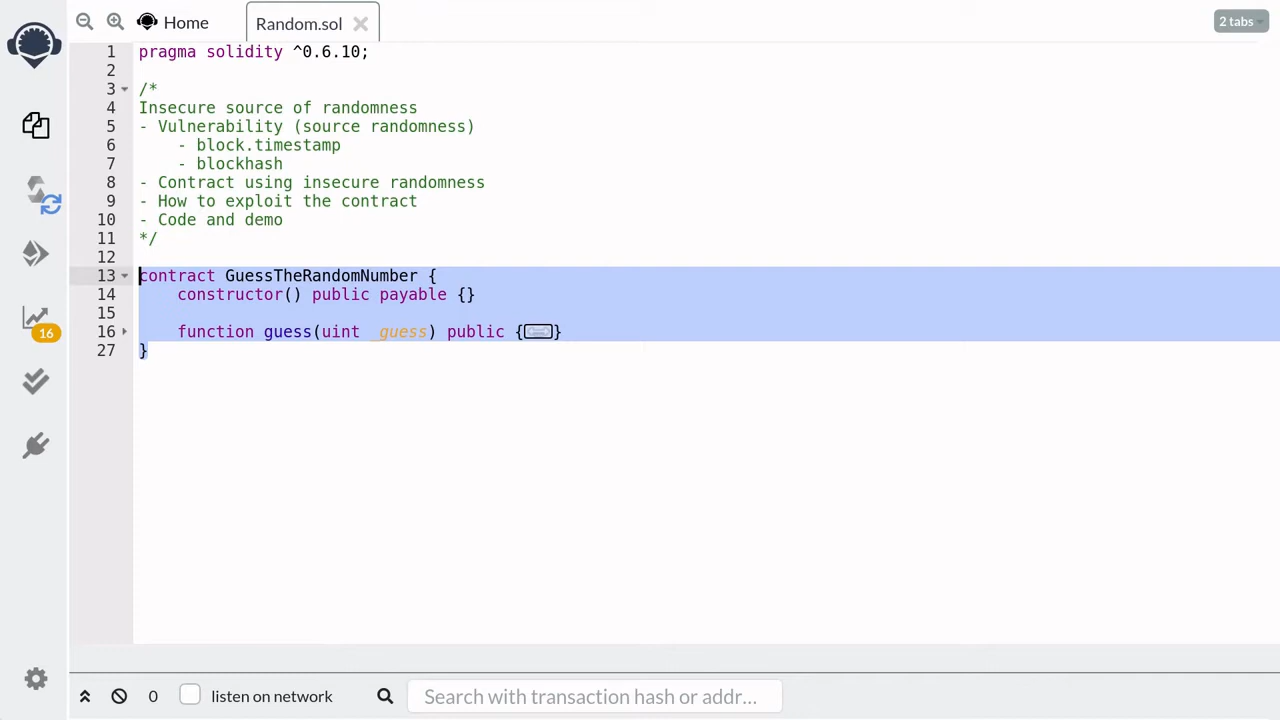 Home
Random.sol
2 tabs
1 pragma solidity ^0.6.10;
2
3 /*
4 Insecure source of randomness
5 - Vulnerability (source randomness)
6     - block.timestamp
7     - blockhash
8 - Contract using insecure randomness
9 - How to exploit the contract
10 - Code and demo
11 */
12
13 contract GuessTheRandomNumber {
14     constructor() public payable {}
15
16     function guess(uint _guess) public {}
27 }
16
0
listen on network
Search with transaction hash or addr...